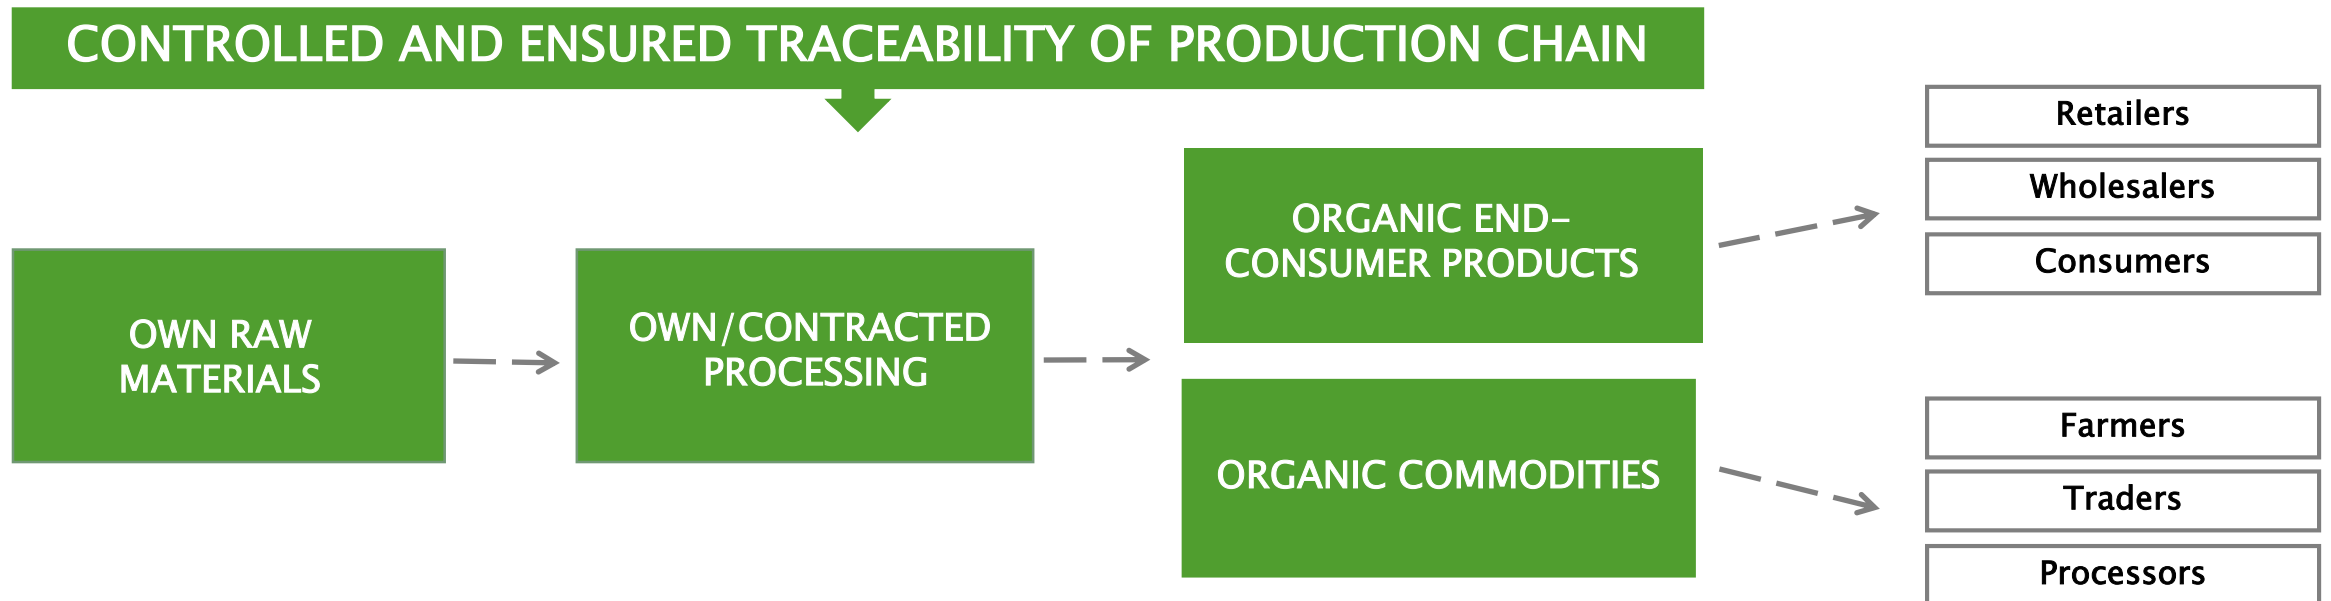 CONTROLLED AND ENSURED TRACEABILITY OF PRODUCTION CHAIN
OWN RAW
MATERIALS
OWN/CONTRACTED
PROCESSING
ORGANIC END-
CONSUMER PRODUCTS
ORGANIC COMMODITIES
Retailers
Wholesalers
Consumers
Farmers
Traders
Processors